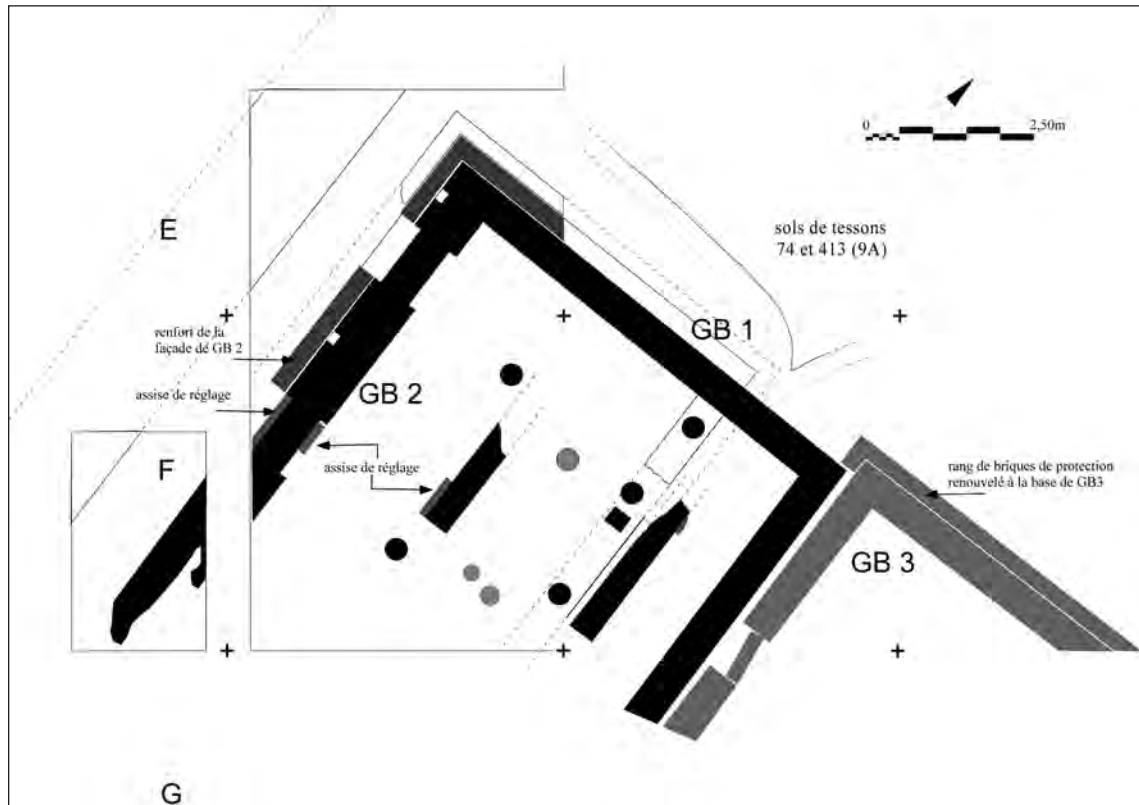 0
2,50m
sols de tessons
74 et 413 (9A)
E
GB 1
renfort de la
façade dé GB 2
GB 2
assise de réglage
F
assise de réglage
rang de briques de protection
renouvelé à la base de GB3
GB 3
G